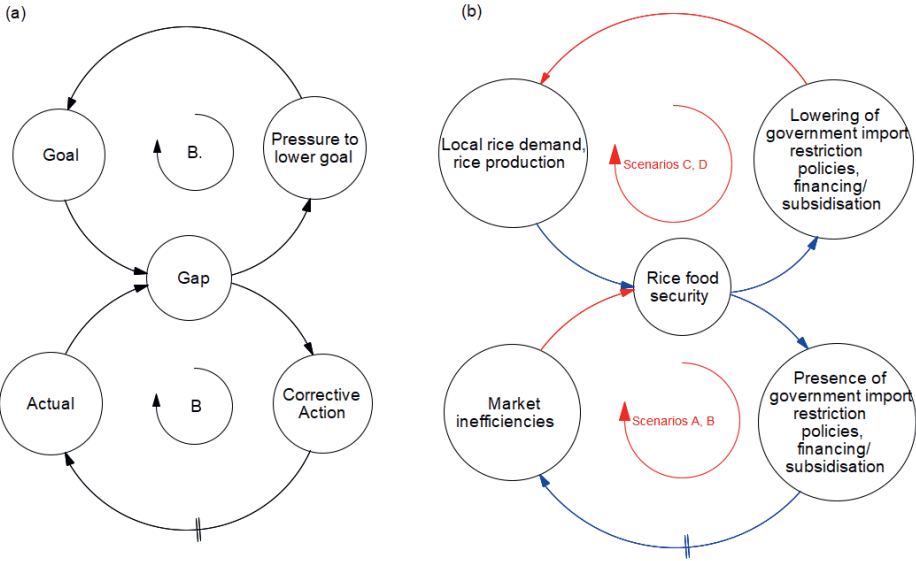 (a)
Goal
B.
Pressure to
lower goal
Gap
Actual
B
Corrective
Action
(b)
Local rice demand,
rice production
Scenarios C, D
Lowering of
government import
restriction
policies,
financing/
subsidisation
Rice food
security
Market
inefficiencies
Scenarios A, B
Presence of
government import
restriction
policies,
financing/
subsidisation